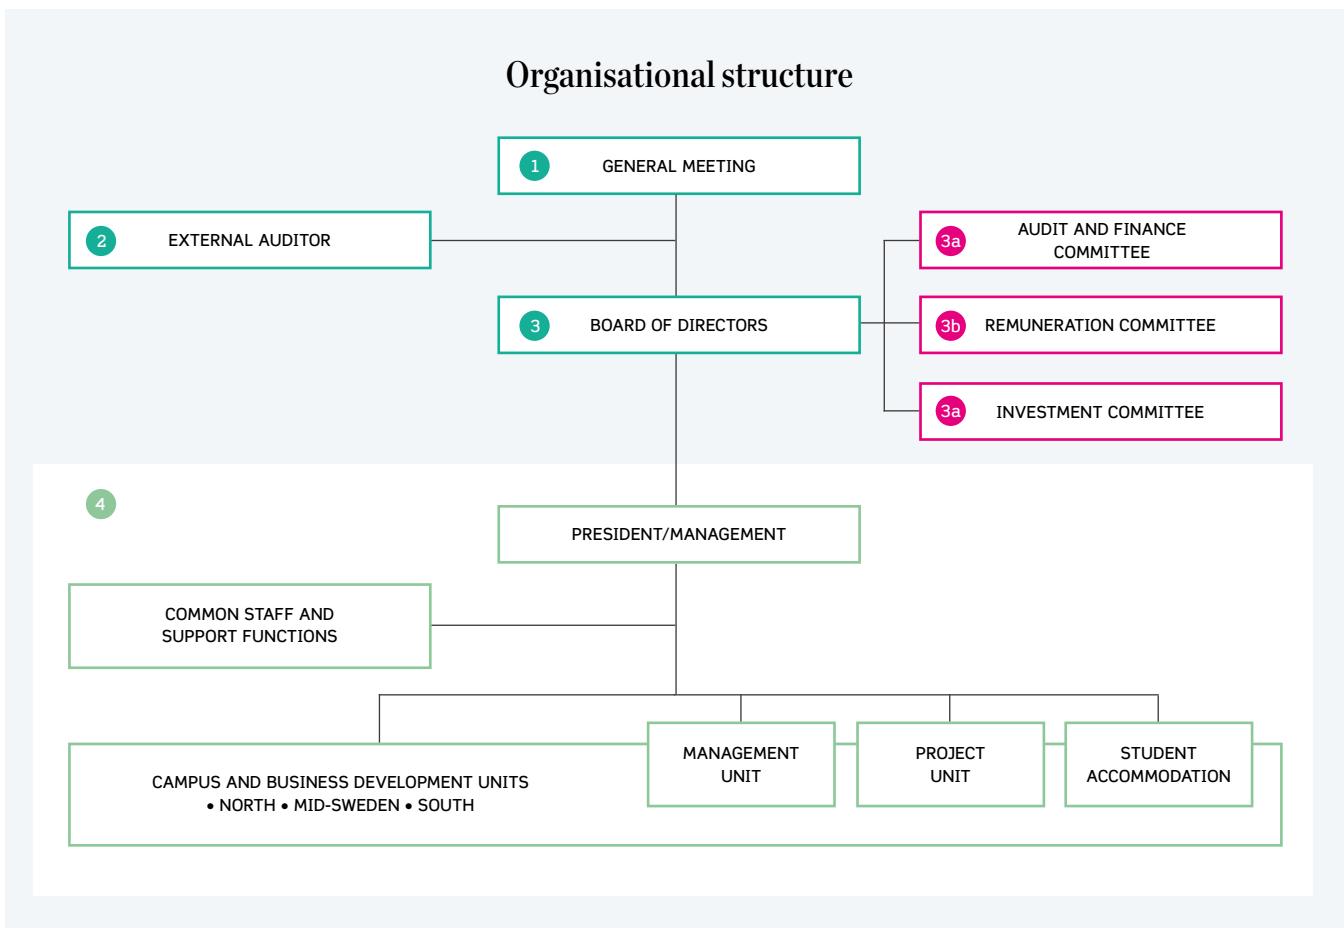 Organisational structure
1
GENERAL MEETING
2
EXTERNAL AUDITOR
3a
AUDIT AND FINANCE
COMMITTEE
3
BOARD OF DIRECTORS
3b
REMUNERATION COMMITTEE
3a
INVESTMENT COMMITTEE
4
PRESIDENT/MANAGEMENT
COMMON STAFF AND
SUPPORT FUNCTIONS
CAMPUS AND BUSINESS DEVELOPMENT UNITS
• NORTH • MID-SWEDEN • SOUTH
MANAGEMENT
UNIT
PROJECT
UNIT
STUDENT
ACCOMMODATION